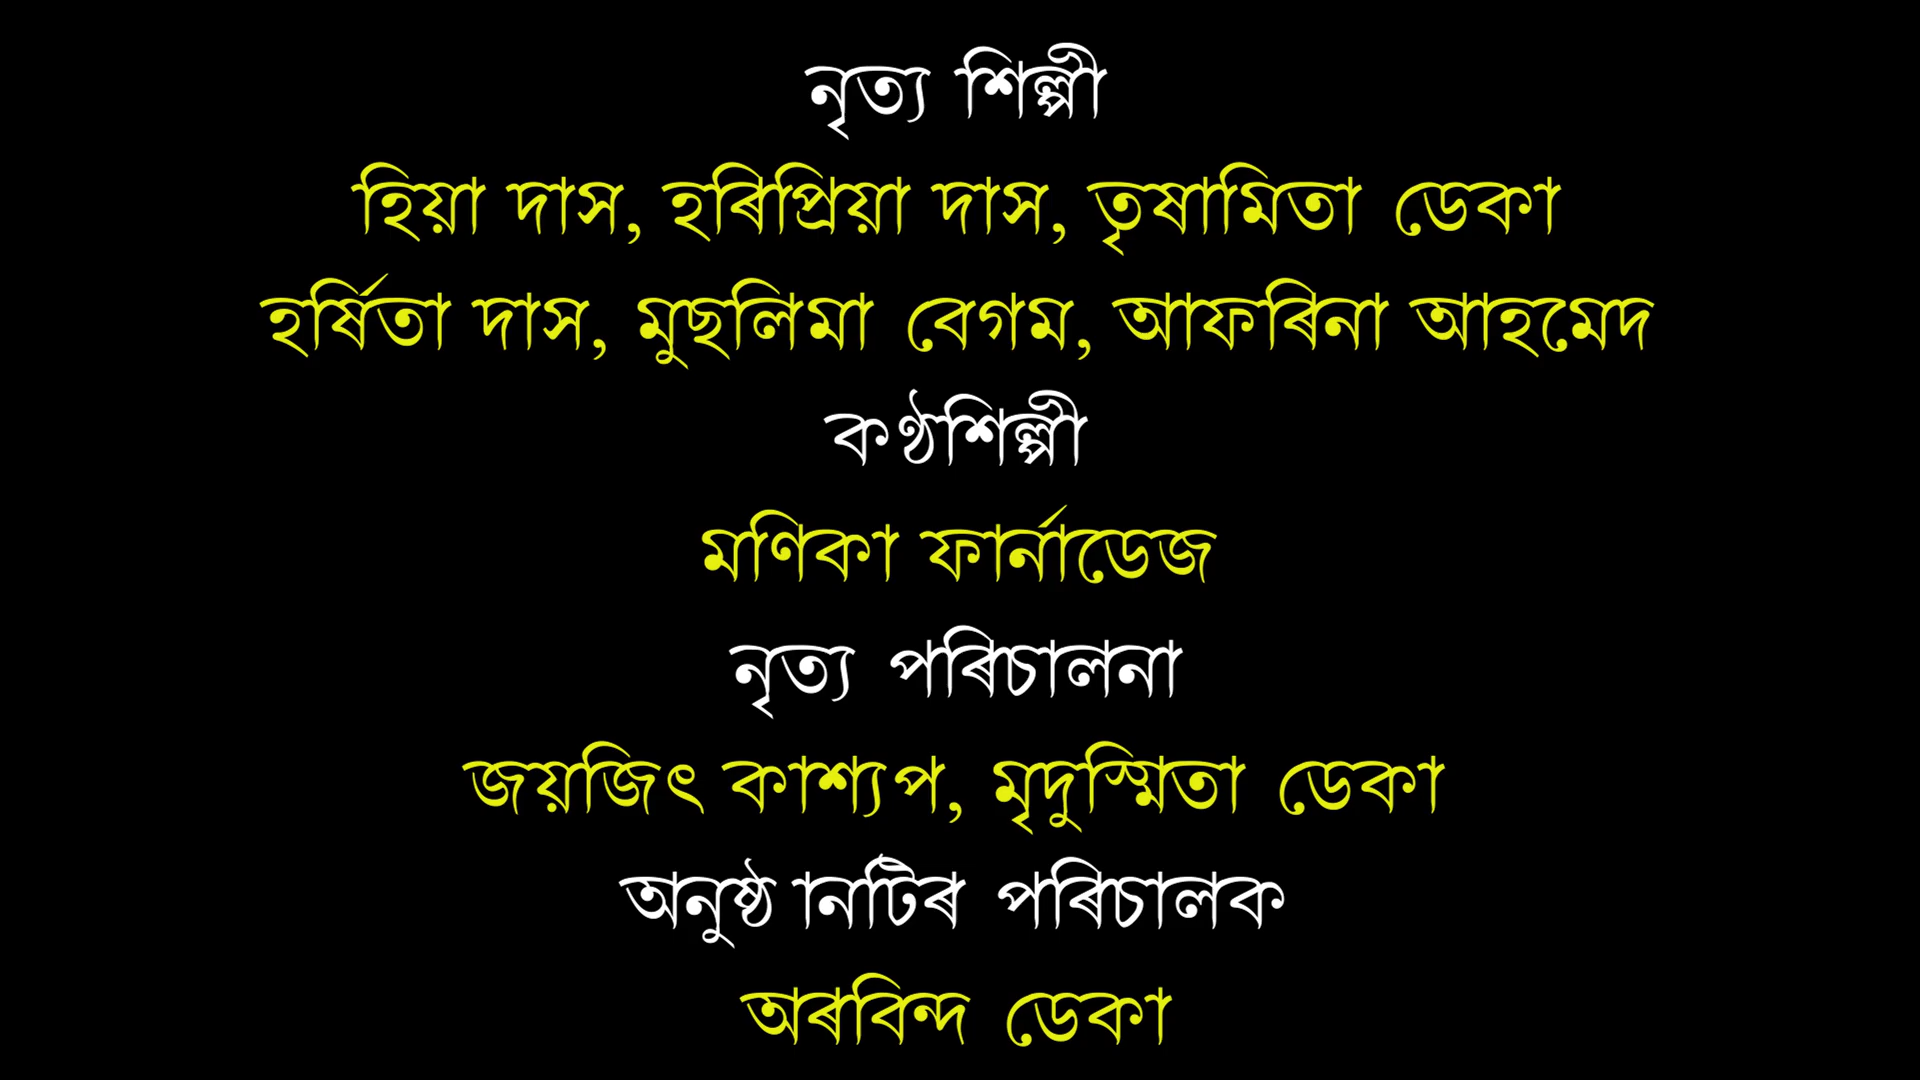 নৃত্য শিল্পী
হিয়া দাস, হৰিপ্ৰিয়া দাস, তৃষামিতা ডেকা
হৰ্ষিতা দাস, মুছলিমা বেগম, আফৰিনা আহমেদ
কণ্ঠশিল্পী
মণিকা ফাৰ্নাডেজ
নৃত্য পৰিচালনা
জয়জিৎ কাশ্যপ, মৃদুস্মিতা ডেকা
অনুষ্ঠানটিৰ পৰিচালক
অৰবিন্দ ডেকা